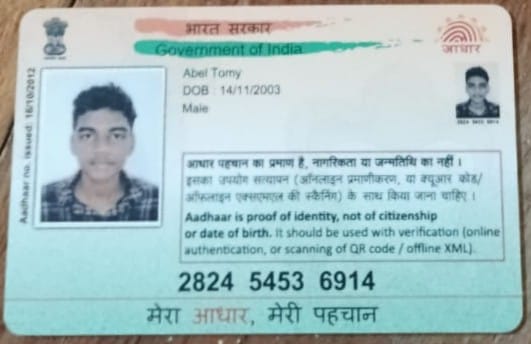 भारत सरकार
Government of India
आधार
Aadhaar no. issued: 16/10/2012
Abel Tomy
DOB : 14/11/2003
Male
2824 5453 6914
आधार पहचान का प्रमाण है, नागरिकता या जन्मतिथि का नहीं ।
इसका उपयोग सत्यापन (ऑनलाइन प्रमाणीकरण, या क्यूआर कोड/
ऑफलाइन एक्सएमएल की स्कैनिंग) के साथ किया जाना चाहिए ।
Aadhaar is proof of identity, not of citizenship
or date of birth. It should be used with verification (online
authentication, or scanning of QR code / offline XML).
2824 5453 6914
मेरा आधार, मेरी पहचान